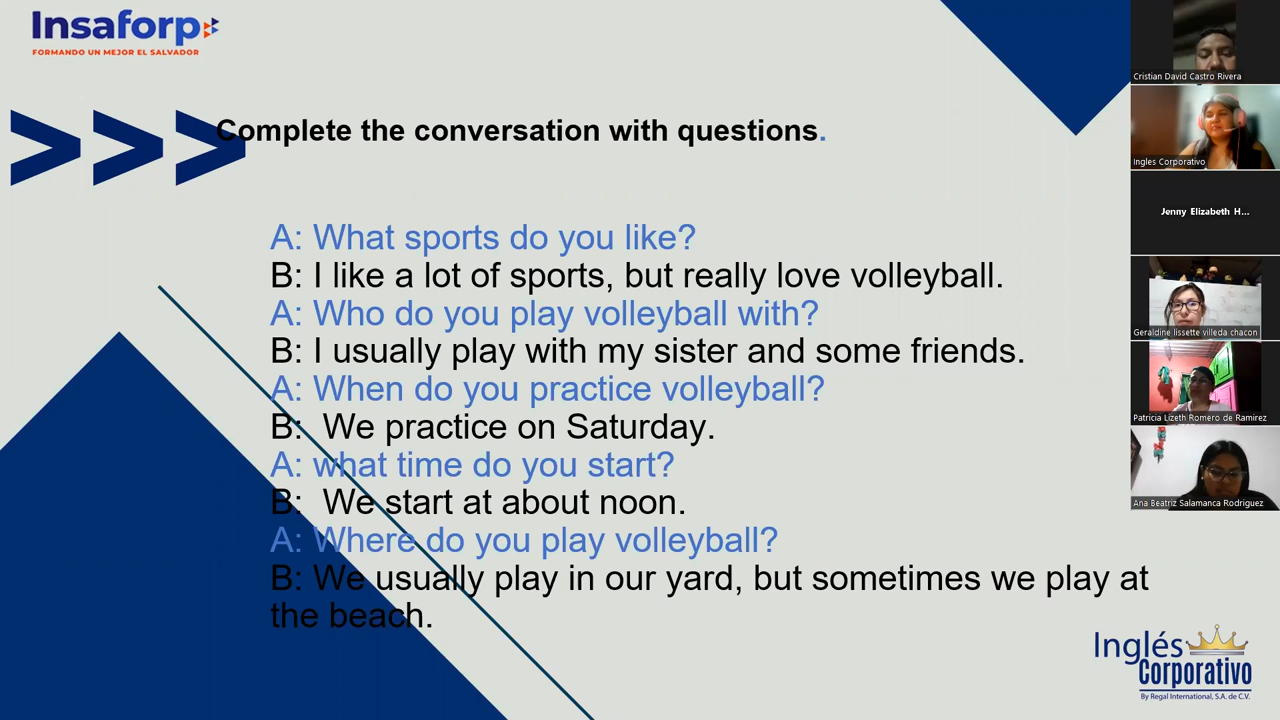 Insaforp
FORMANDO UN MEJOR EL SALVADOR
>>>
Complete the conversation with questions.
A: What sports do you like?
B: I like a lot of sports, but really love volleyball.
A: Who do you play volleyball with?
B: I usually play with my sister and some friends.
A: When do you practice volleyball?
B:  We practice on Saturday.
A: what time do you start?
B:  We start at about noon.
A: Where do you play volleyball?
B: We usually play in our yard, but sometimes we play at
the beach.
Cristian David Castro Rivera
Ingles Corporativo
Jenny Elizabeth H...
Geraldine lissette villeda chacon
Patricia Lizeth Romero de Ramirez
Ana Beatriz Salamanca Rodriguez
Inglés
Corporativo
By Regal International, S.A. de C.V.